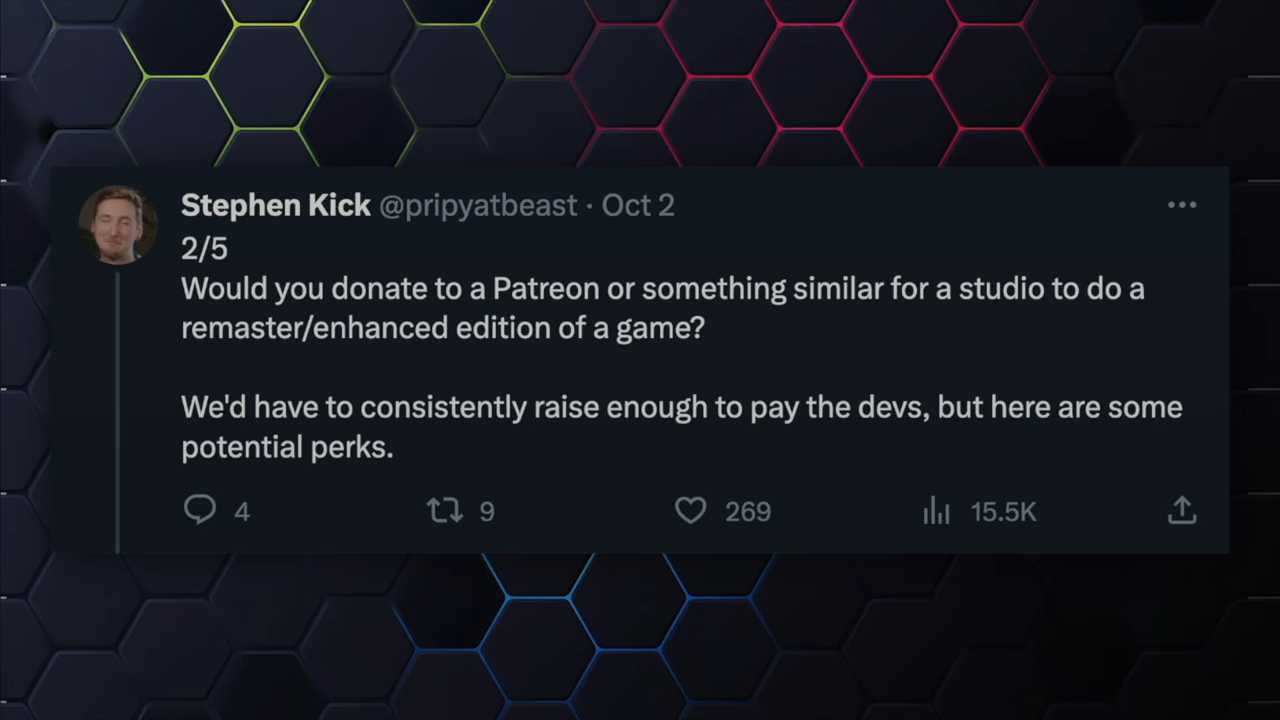 Stephen Kick @pripyatbeast · Oct 2
2/5
Would you donate to a Patreon or something similar for a studio to do a
remaster/enhanced edition of a game?
We'd have to consistently raise enough to pay the devs, but here are some
potential perks.
4 9 269 15.5K